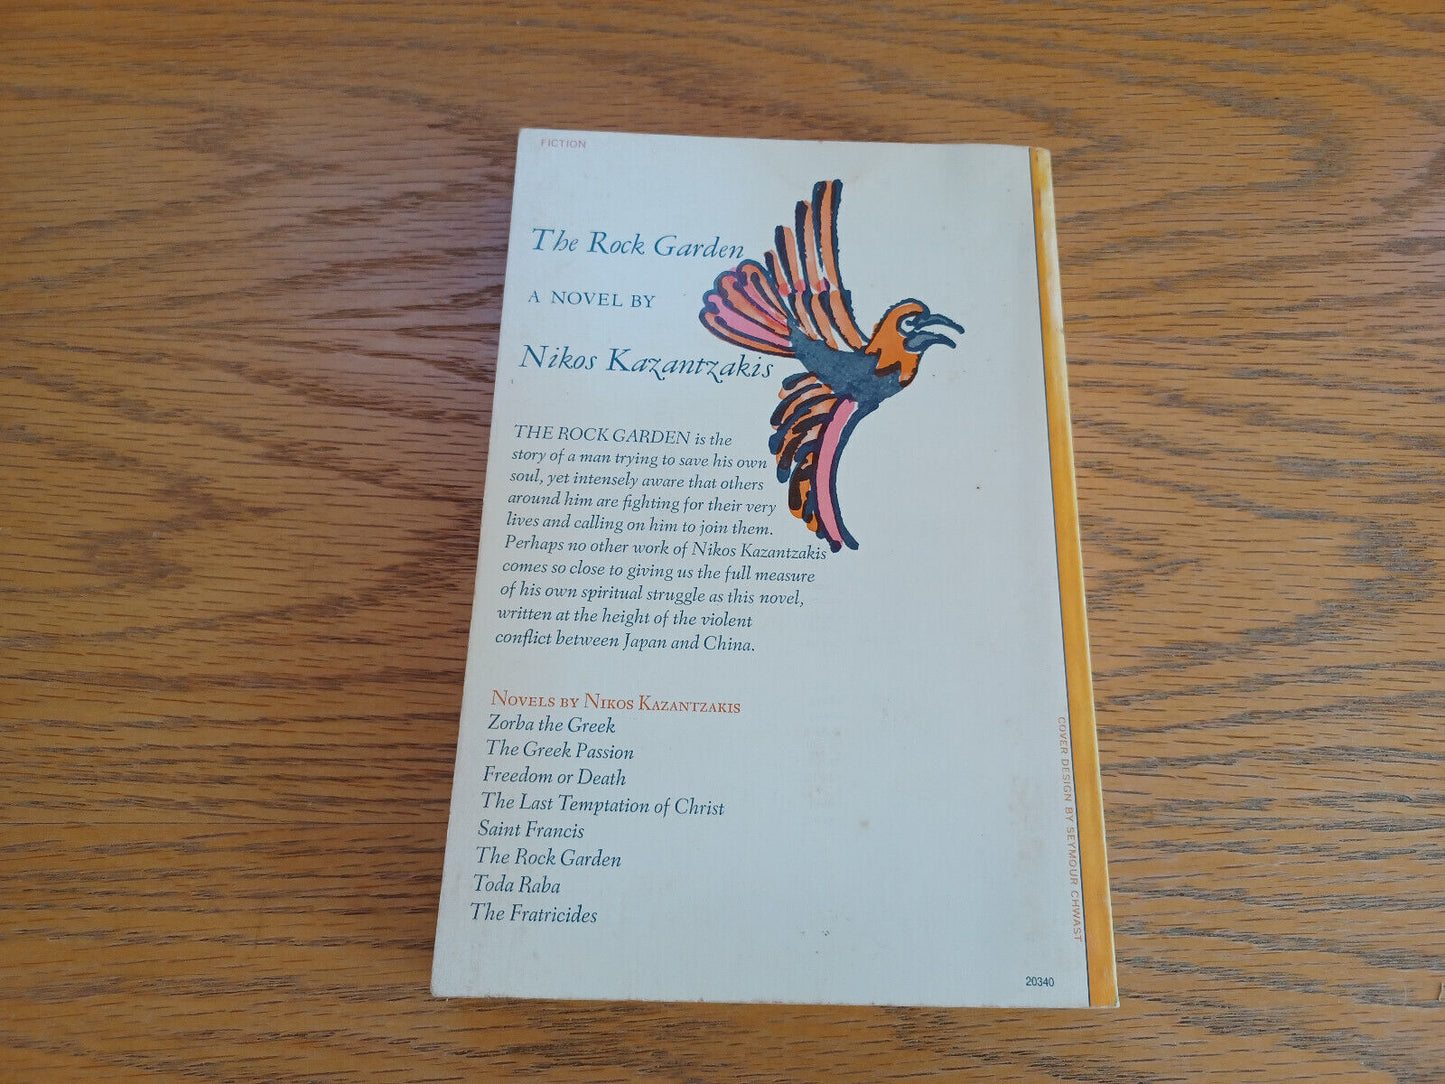 FICTION
The Rock Garden
A NOVEL BY
Nikos Kazantzakis
THE ROCK GARDEN is the
story of a man trying to save his own
soul, yet intensely aware that others
around him are fighting for their very
lives and calling on him to join them.
Perhaps no other work of Nikos Kazantzakis
comes so close to giving us the full measure
of his own spiritual struggle as this novel,
written at the height of the violent
conflict between Japan and China.
NOVELS BY NIKOS KAZANTZAKIS
Zorba the Greek
The Greek Passion
Freedom or Death
The Last Temptation of Christ
Saint Francis
The Rock Garden
Toda Raba
The Fratricides
COVER DESIGN BY SEYMOUR CHWAST
20340